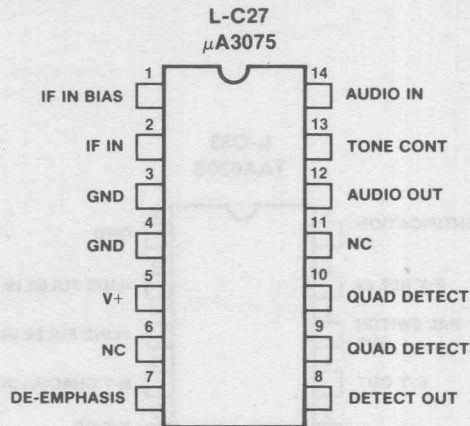 L-C27
μA3075
1 14
IF IN BIAS AUDIO IN
2 13
IF IN TONE CONT
3 12
GND AUDIO OUT
4 11
GND NC
5 10
V+ QUAD DETECT
6 9
NC QUAD DETECT
7 8
DE-EMPHASIS DETECT OUT